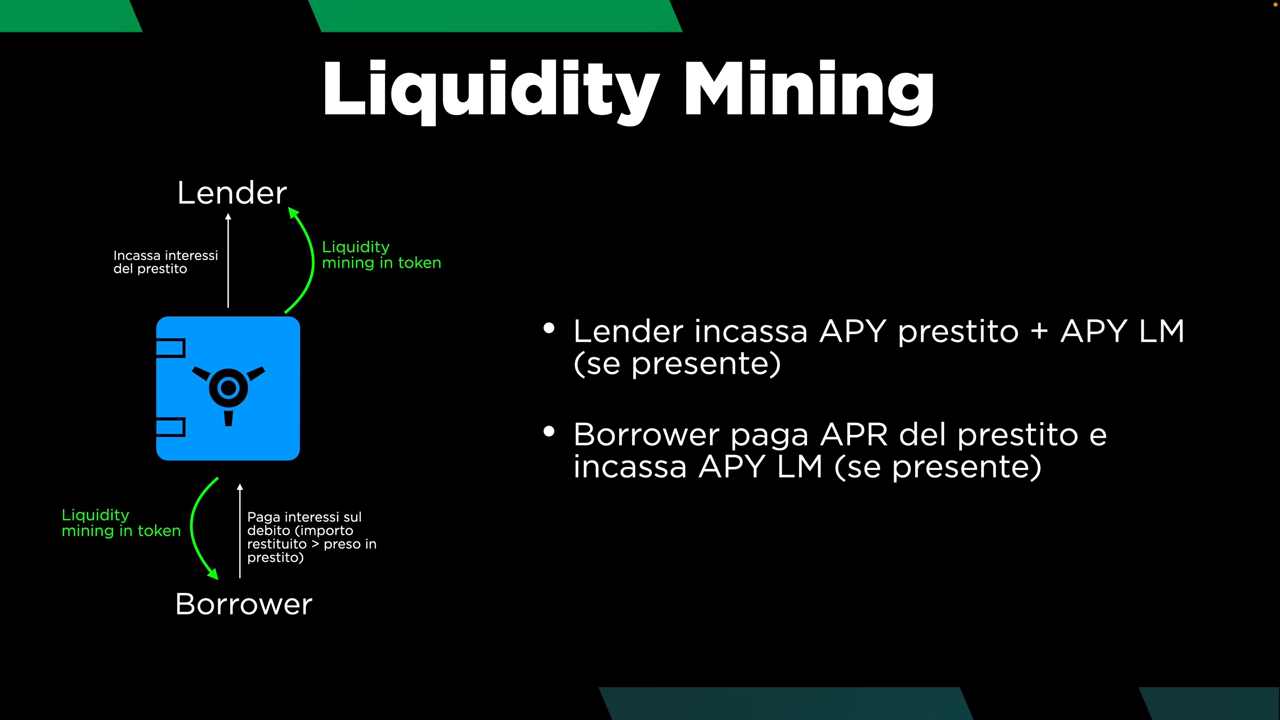 Liquidity Mining
Lender
Incassa interessi
del prestito
Liquidity
mining in token
Liquidity
mining in token
Paga interessi sul
debito (importo
restituito > preso in
prestito)
Borrower
• Lender incassa APY prestito + APY LM
(se presente)
• Borrower paga APR del prestito e
incassa APY LM (se presente)